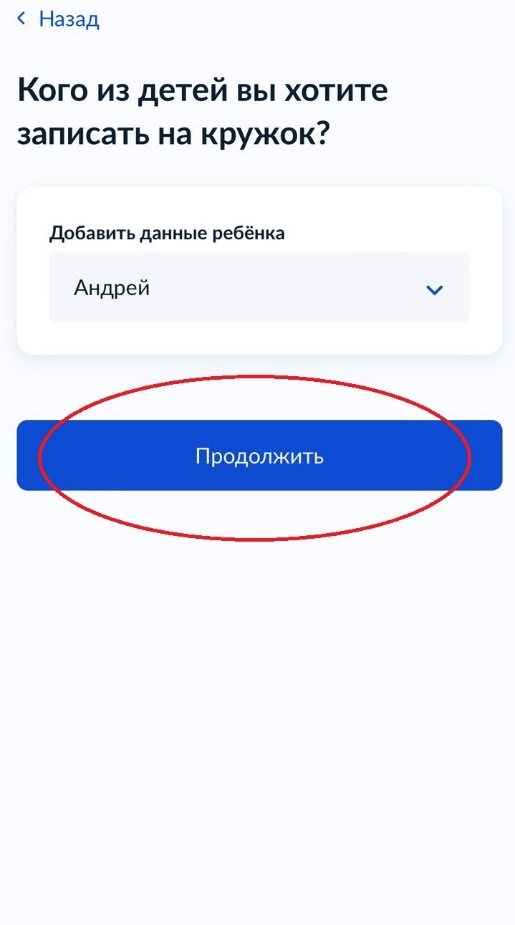 Назад
Кого из детей вы хотите
записать на кружок?
Добавить данные ребёнка
Андрей
Продолжить